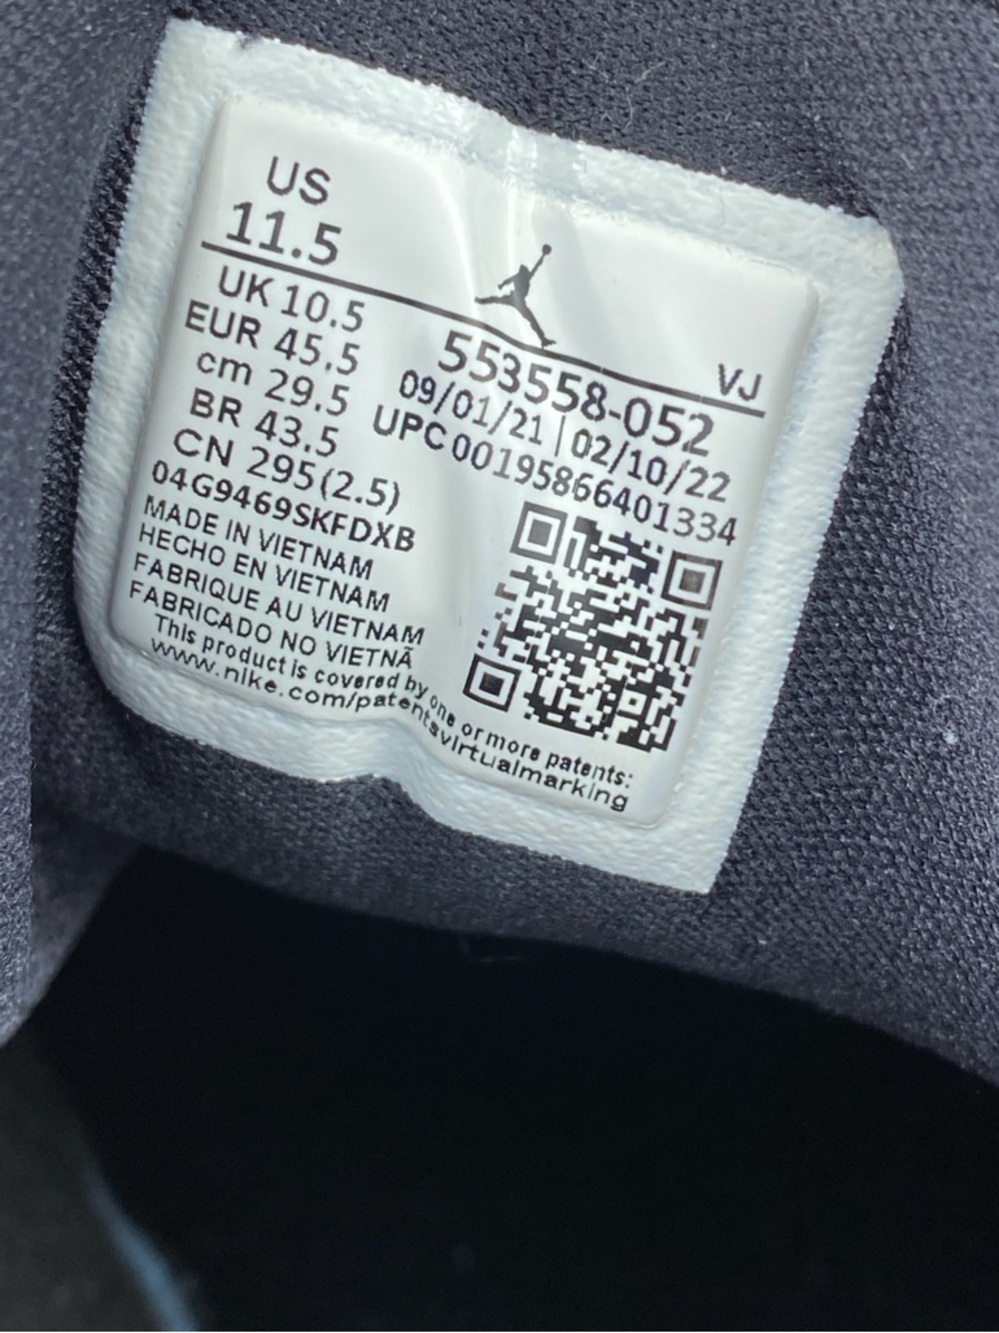 US
11.5
VJ
UK 10.5
EUR 45.5
cm 29.5
BR 43.5
CN 295(2.5)
04G9469SKFDXB
MADE IN VIETNAM
HECHO EN VIETNAM
FABRIQUE AU VIETNAM
FABRICADO NO VIETNÃ
553558-052
09/01/21 | 02/10/22
UPC 00195866401334
This product is covered by one or more patents:
www.nike.com/patentsvirtualmarking